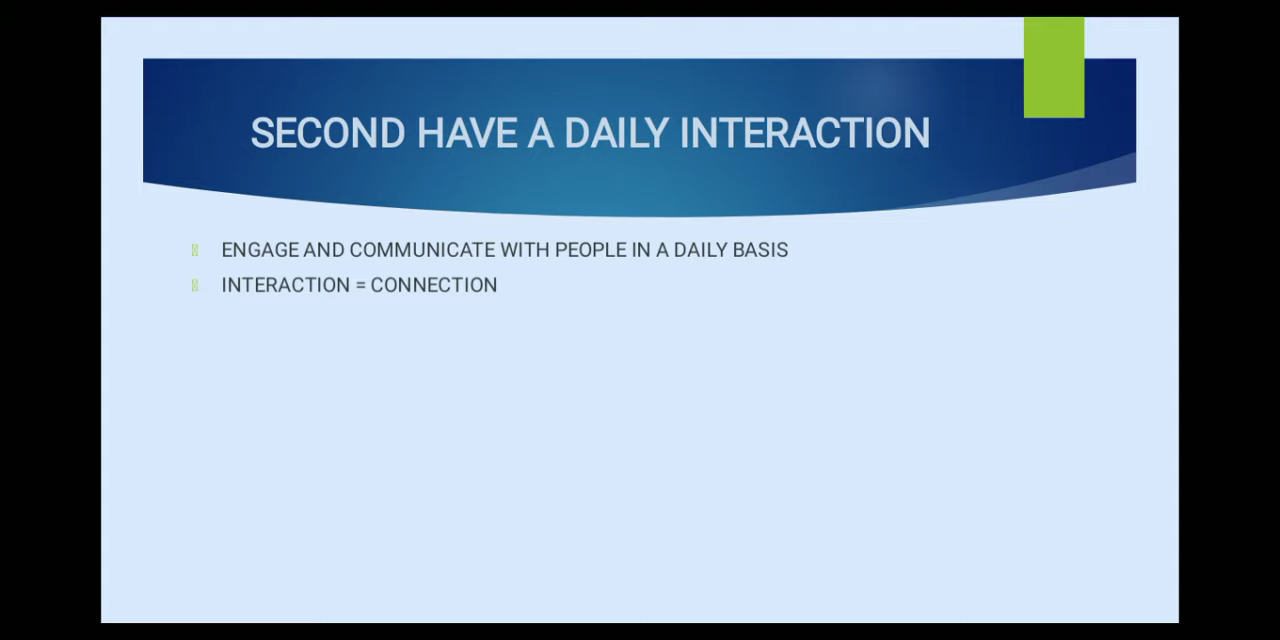 SECOND HAVE A DAILY INTERACTION
ENGAGE AND COMMUNICATE WITH PEOPLE IN A DAILY BASIS
INTERACTION = CONNECTION